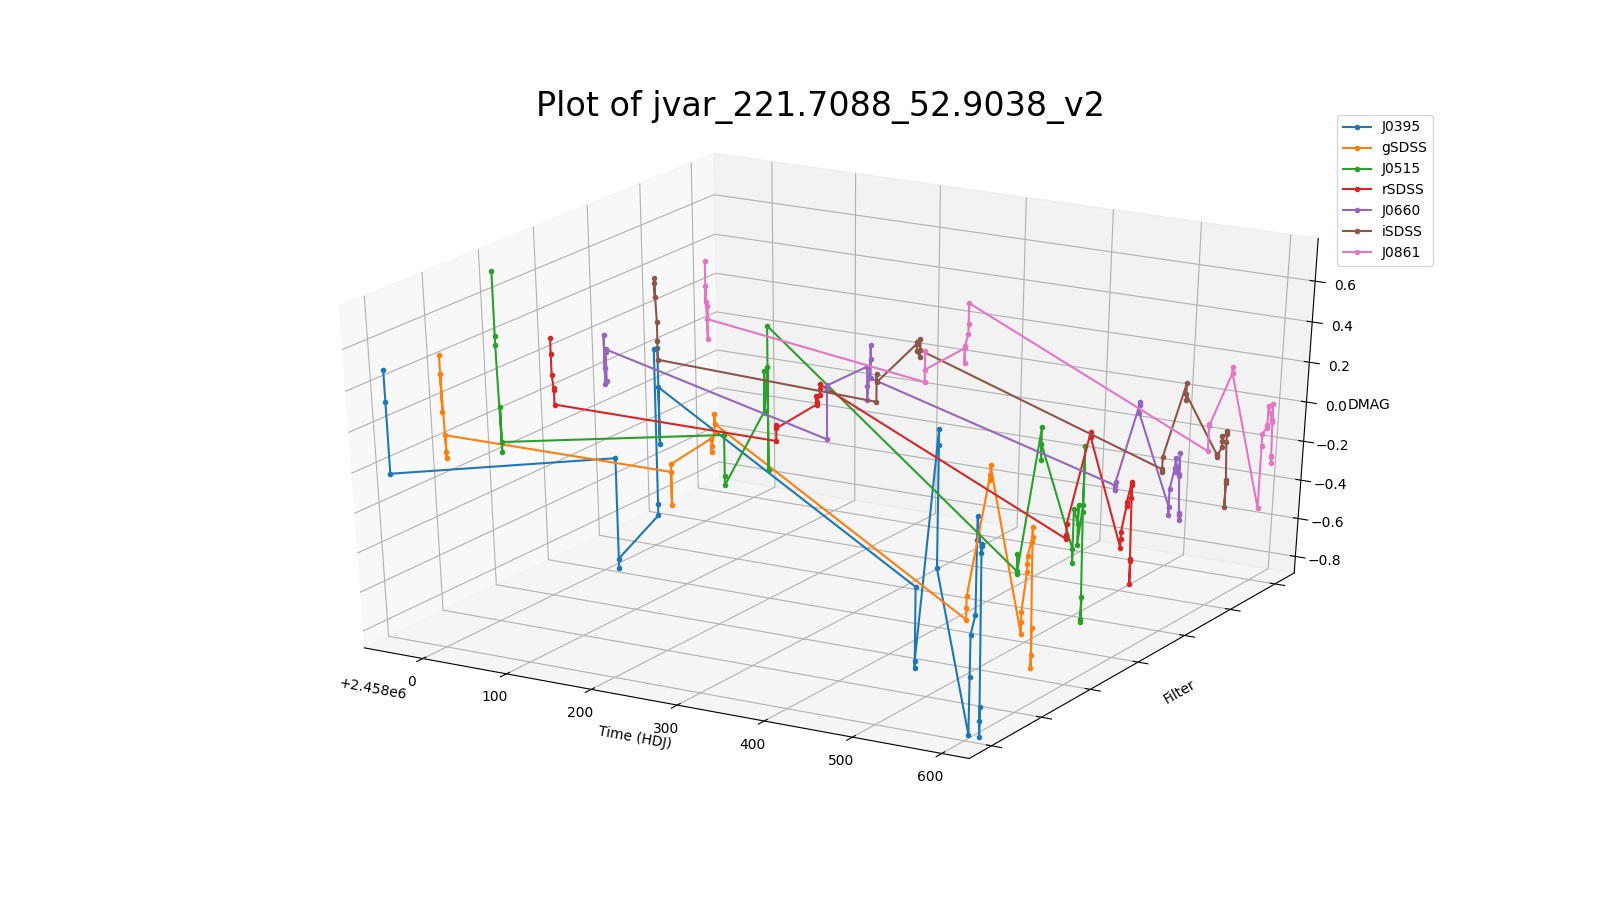 Plot of jvar_221.7088_52.9038_v2
J0395
gSDSS
J0515
rSDSS
J0660
iSDSS
J0861
0.6
0.4
0.2
0.0
DMAG
−0.2
−0.4
−0.6
−0.8
Filter
+2.458e6
0
100
200
300
400
500
600
Time (HDJ)